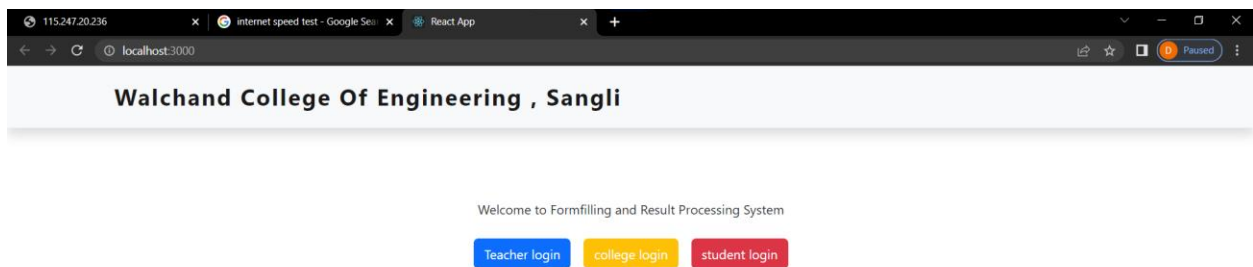 115.247.20.236
internet speed test - Google Sea
React App
localhost:3000
D Paused
Walchand College Of Engineering , Sangli
Welcome to Formfilling and Result Processing System
Teacher login
college login
student login